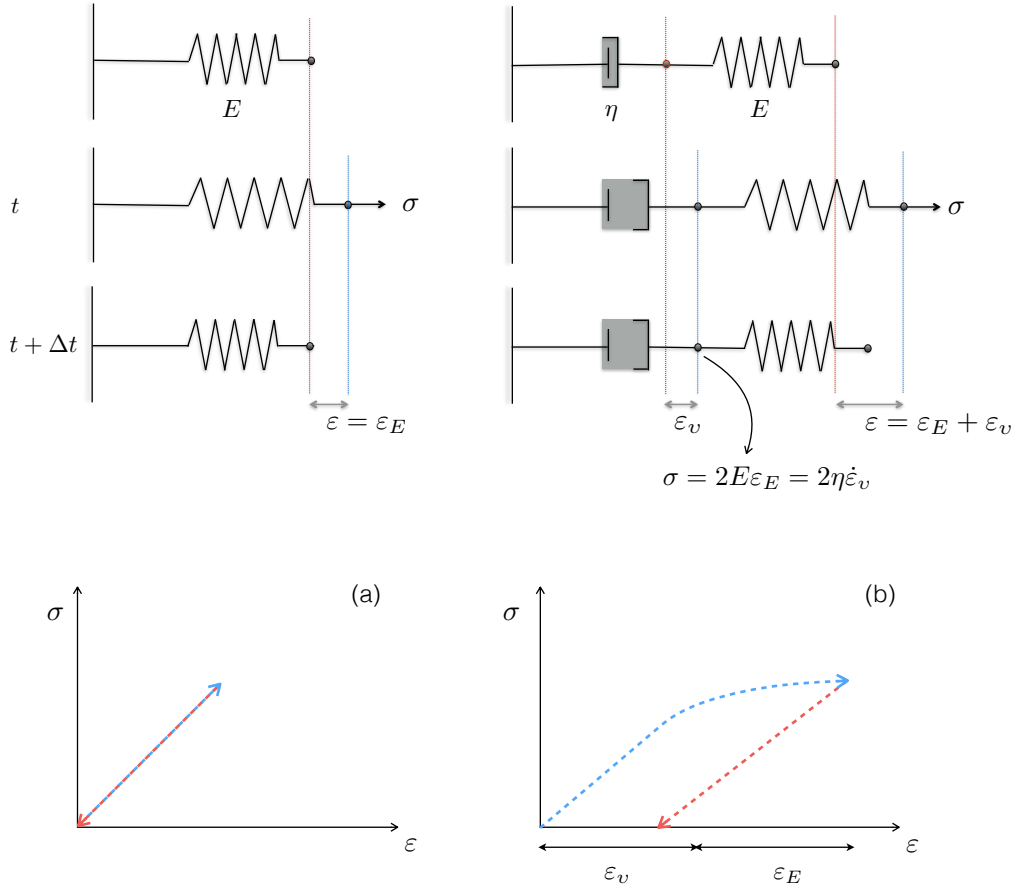 E
η
E
t
σ
σ
t + Δt
ε = ε_E
ε_υ
ε = ε_E + ε_υ
σ = 2Eε_E = 2ηε̇_υ
(a)
(b)
σ
σ
ε
ε
ε_υ
ε_E